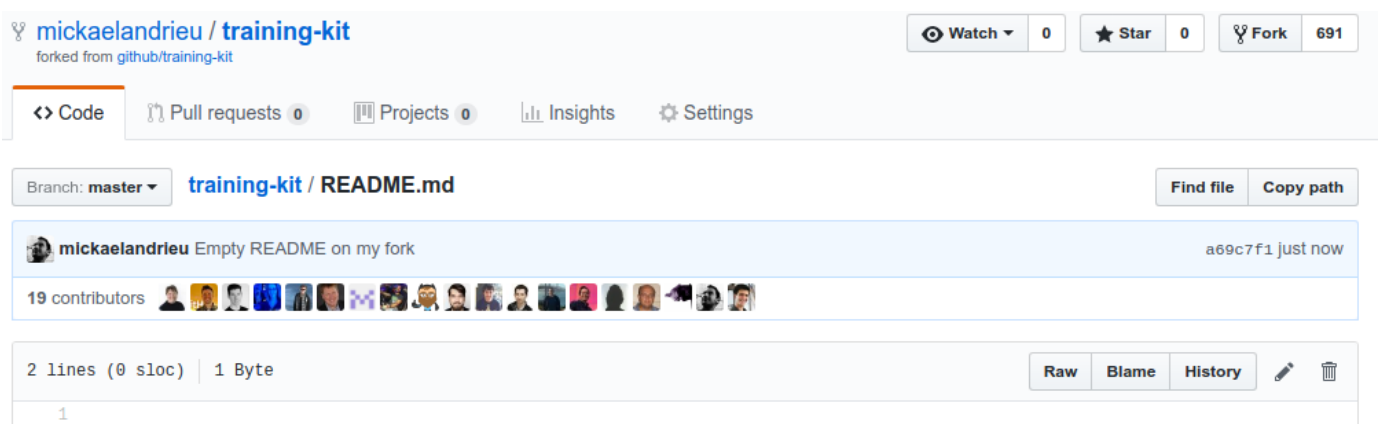 mickaelandrieu / training-kit Watch 0 Star 0 Fork 691
forked from github/training-kit
<> Code Pull requests 0 Projects 0 Insights Settings
Branch: master training-kit / README.md Find file Copy path
mickaelandrieu Empty README on my fork a69c7f1 just now
19 contributors
2 lines (0 sloc) 1 Byte Raw Blame History
1